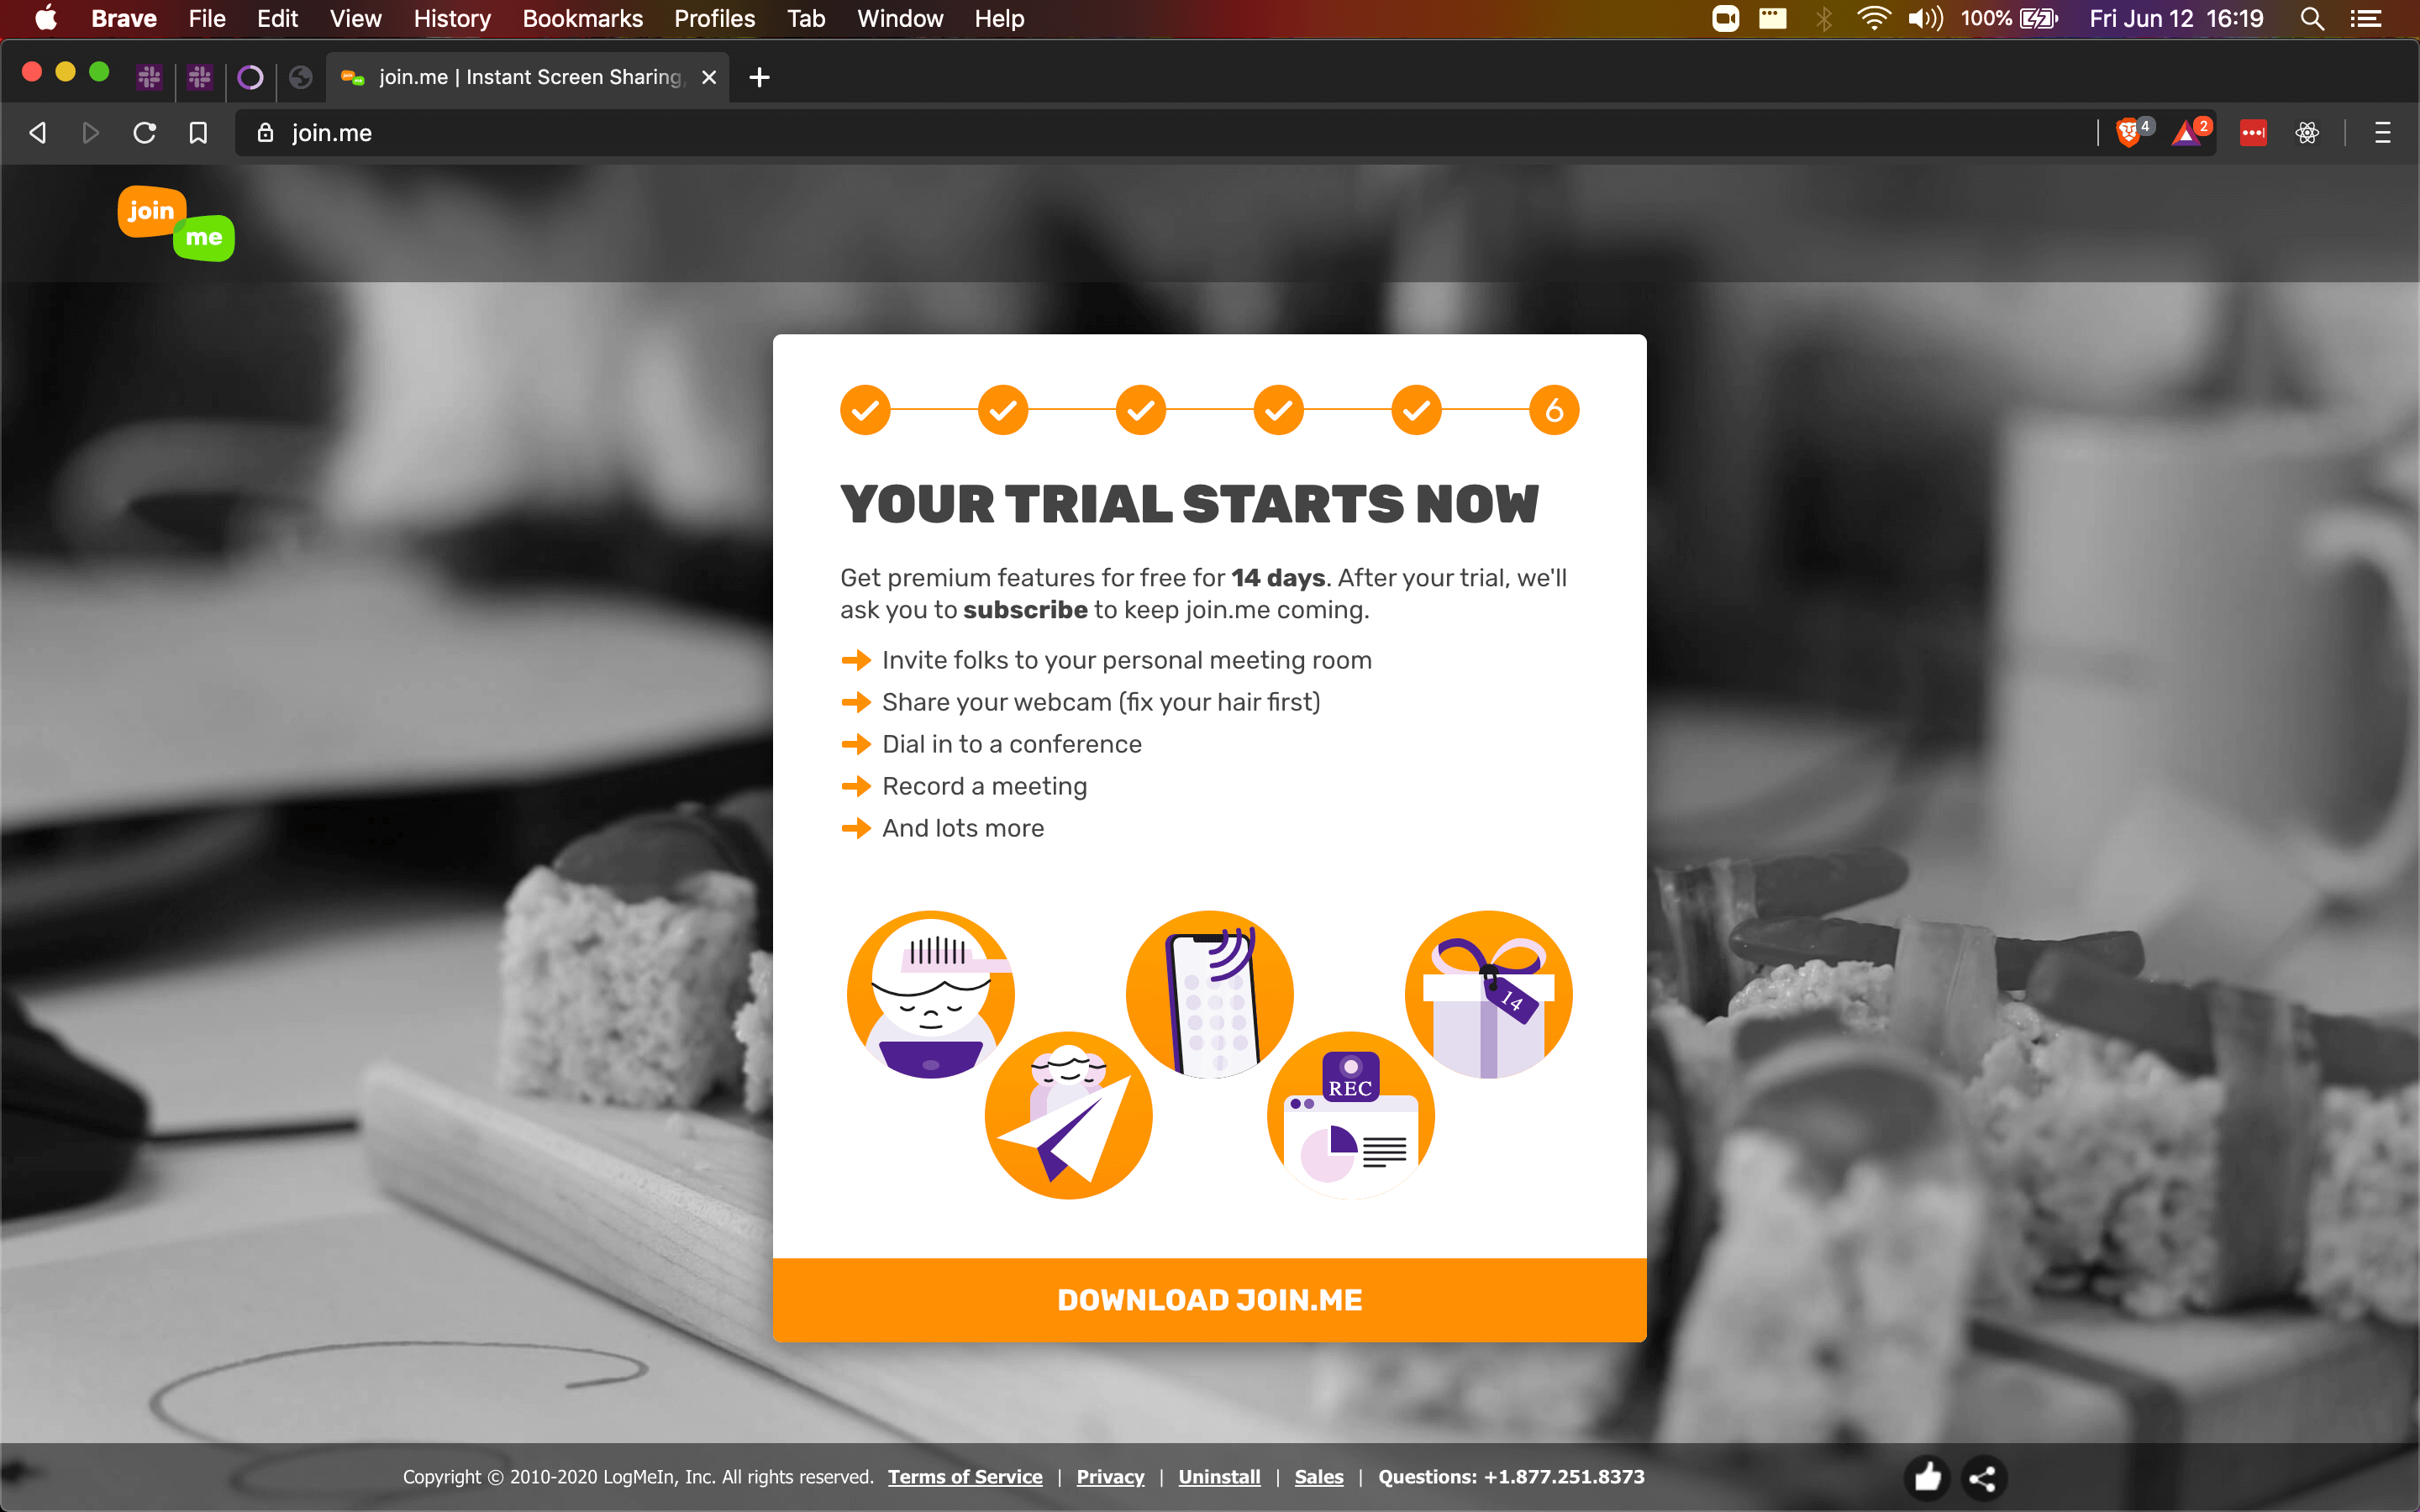 Brave File Edit View History Bookmarks Profiles Tab Window Help 100% Fri Jun 12 16:19
join.me | Instant Screen Sharing,
join.me 4 2
join
me
6
YOUR TRIAL STARTS NOW
Get premium features for free for 14 days. After your trial, we'll
ask you to subscribe to keep join.me coming.
Invite folks to your personal meeting room
Share your webcam (fix your hair first)
Dial in to a conference
Record a meeting
And lots more
14
REC
DOWNLOAD JOIN.ME
Copyright © 2010-2020 LogMeIn, Inc. All rights reserved. Terms of Service | Privacy | Uninstall | Sales | Questions: +1.877.251.8373